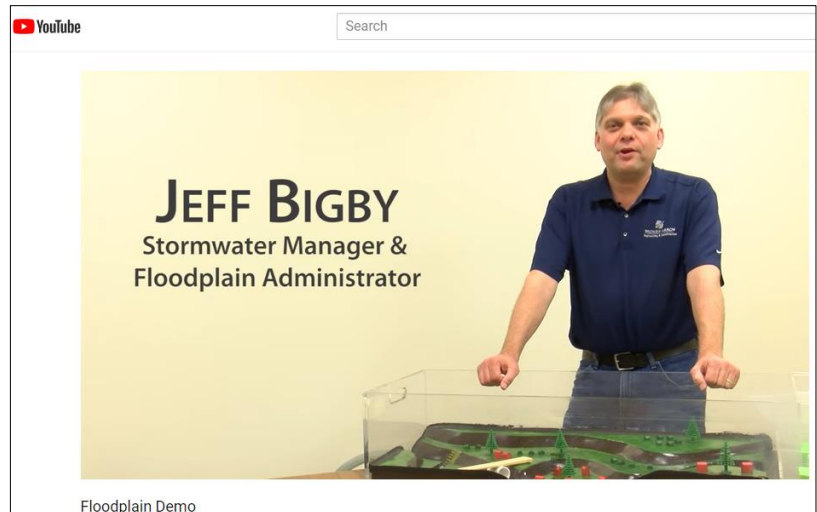 YouTube
Search
JEFF BIGBY
Stormwater Manager &
Floodplain Administrator
Floodplain Demo